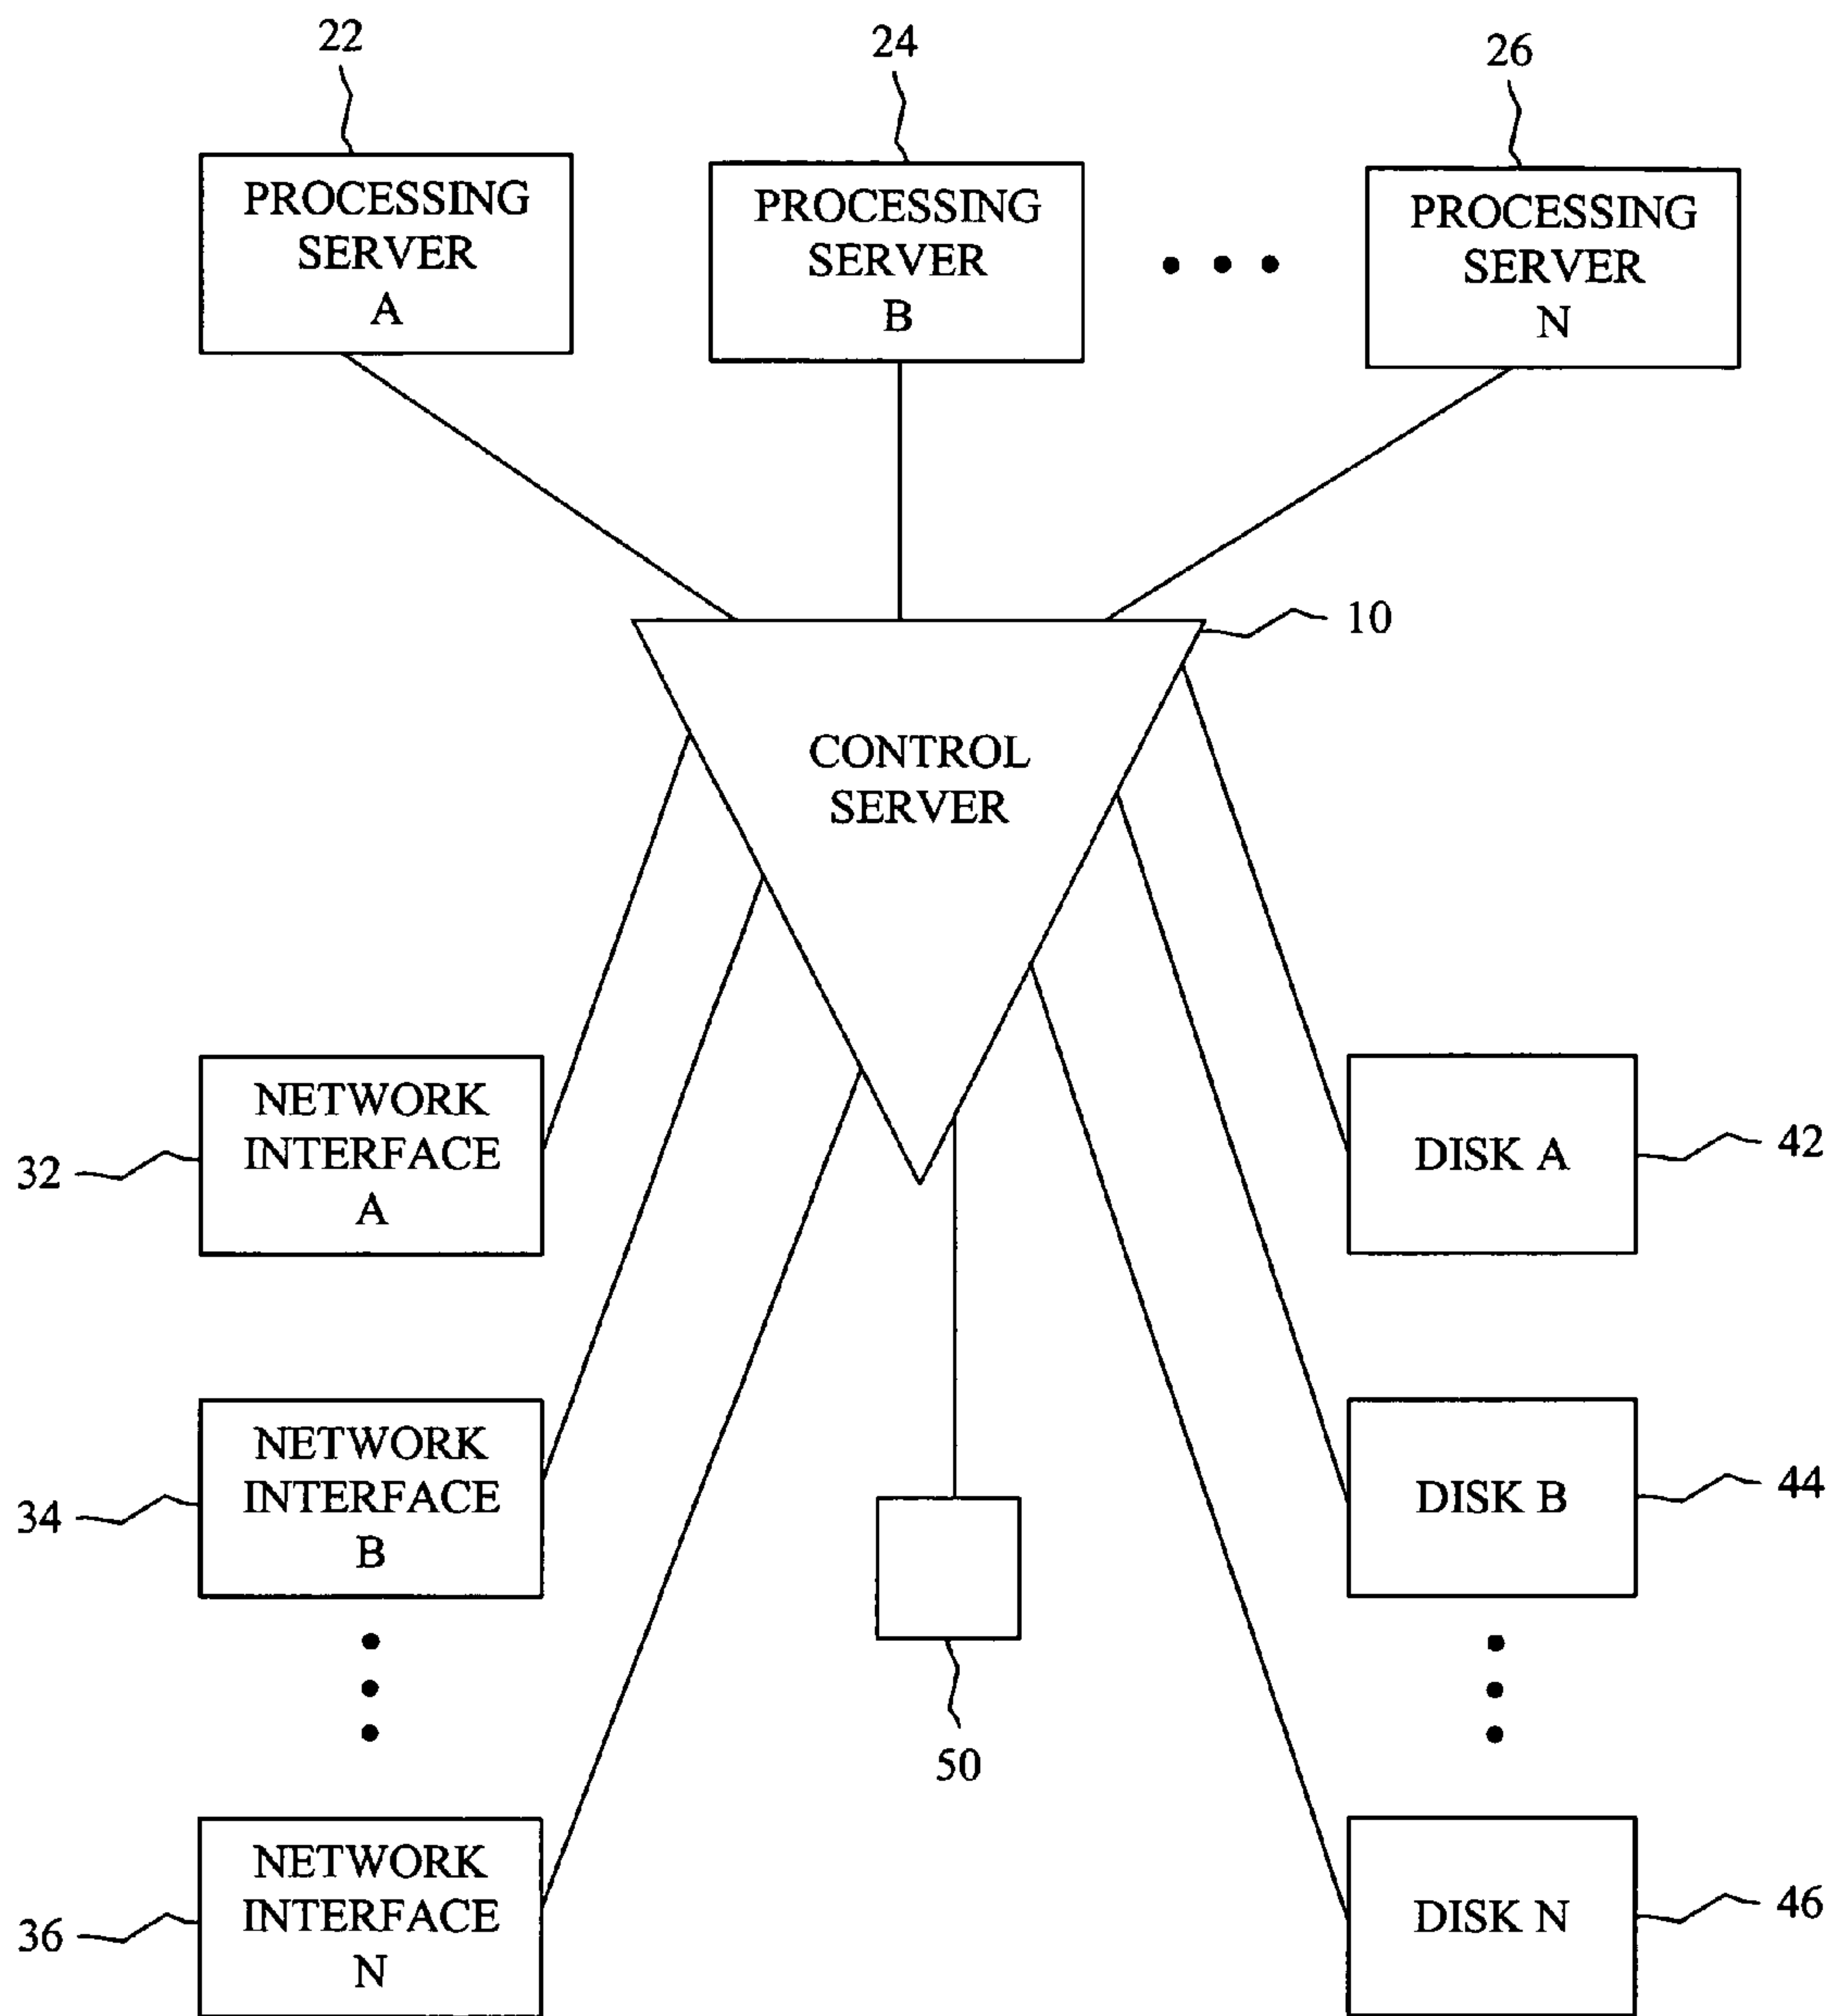 22
24
26
PROCESSING
SERVER
A
PROCESSING
SERVER
B
PROCESSING
SERVER
N
10
CONTROL
SERVER
NETWORK
INTERFACE
A
32
DISK A
42
NETWORK
INTERFACE
B
34
DISK B
44
50
NETWORK
INTERFACE
N
36
DISK N
46